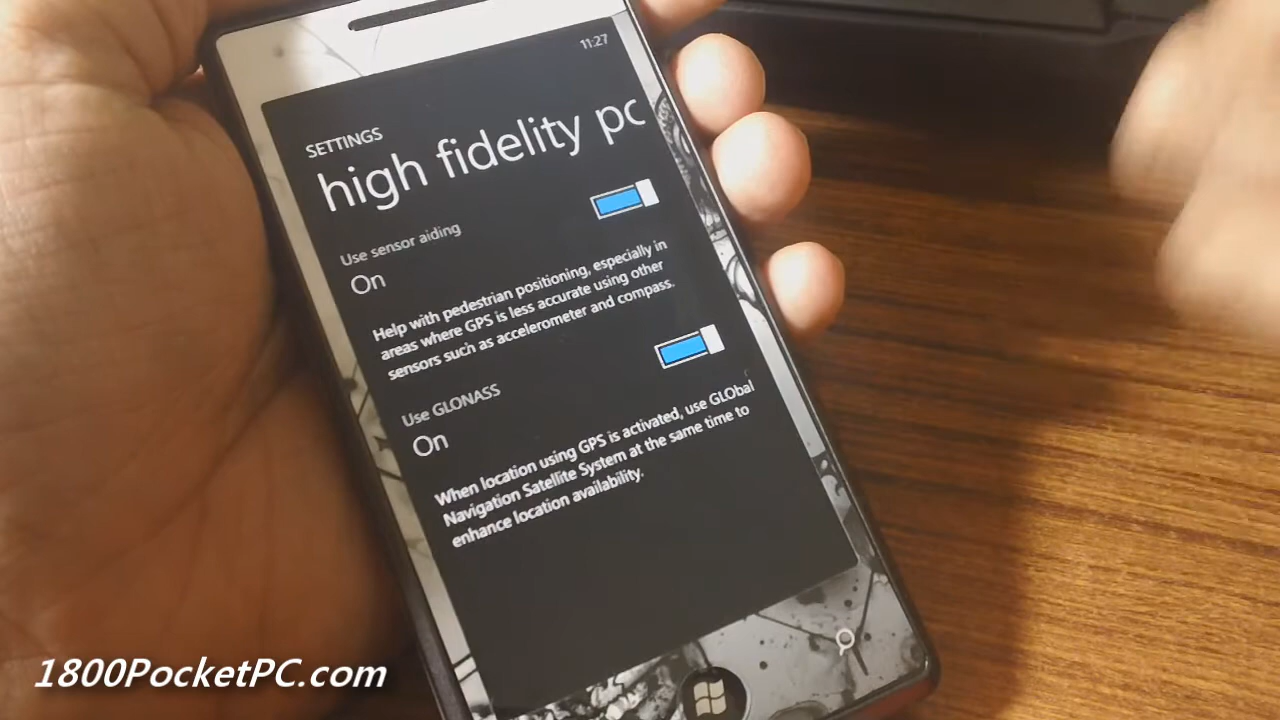 11:27
SETTINGS
high fidelity po
Use sensor aiding
On
Help with pedestrian positioning, especially in
areas where GPS is less accurate using other
sensors such as accelerometer and compass.
Use GLONASS
On
When location using GPS is activated, use GLObal
Navigation Satellite System at the same time to
enhance location availability.
1800PocketPC.com